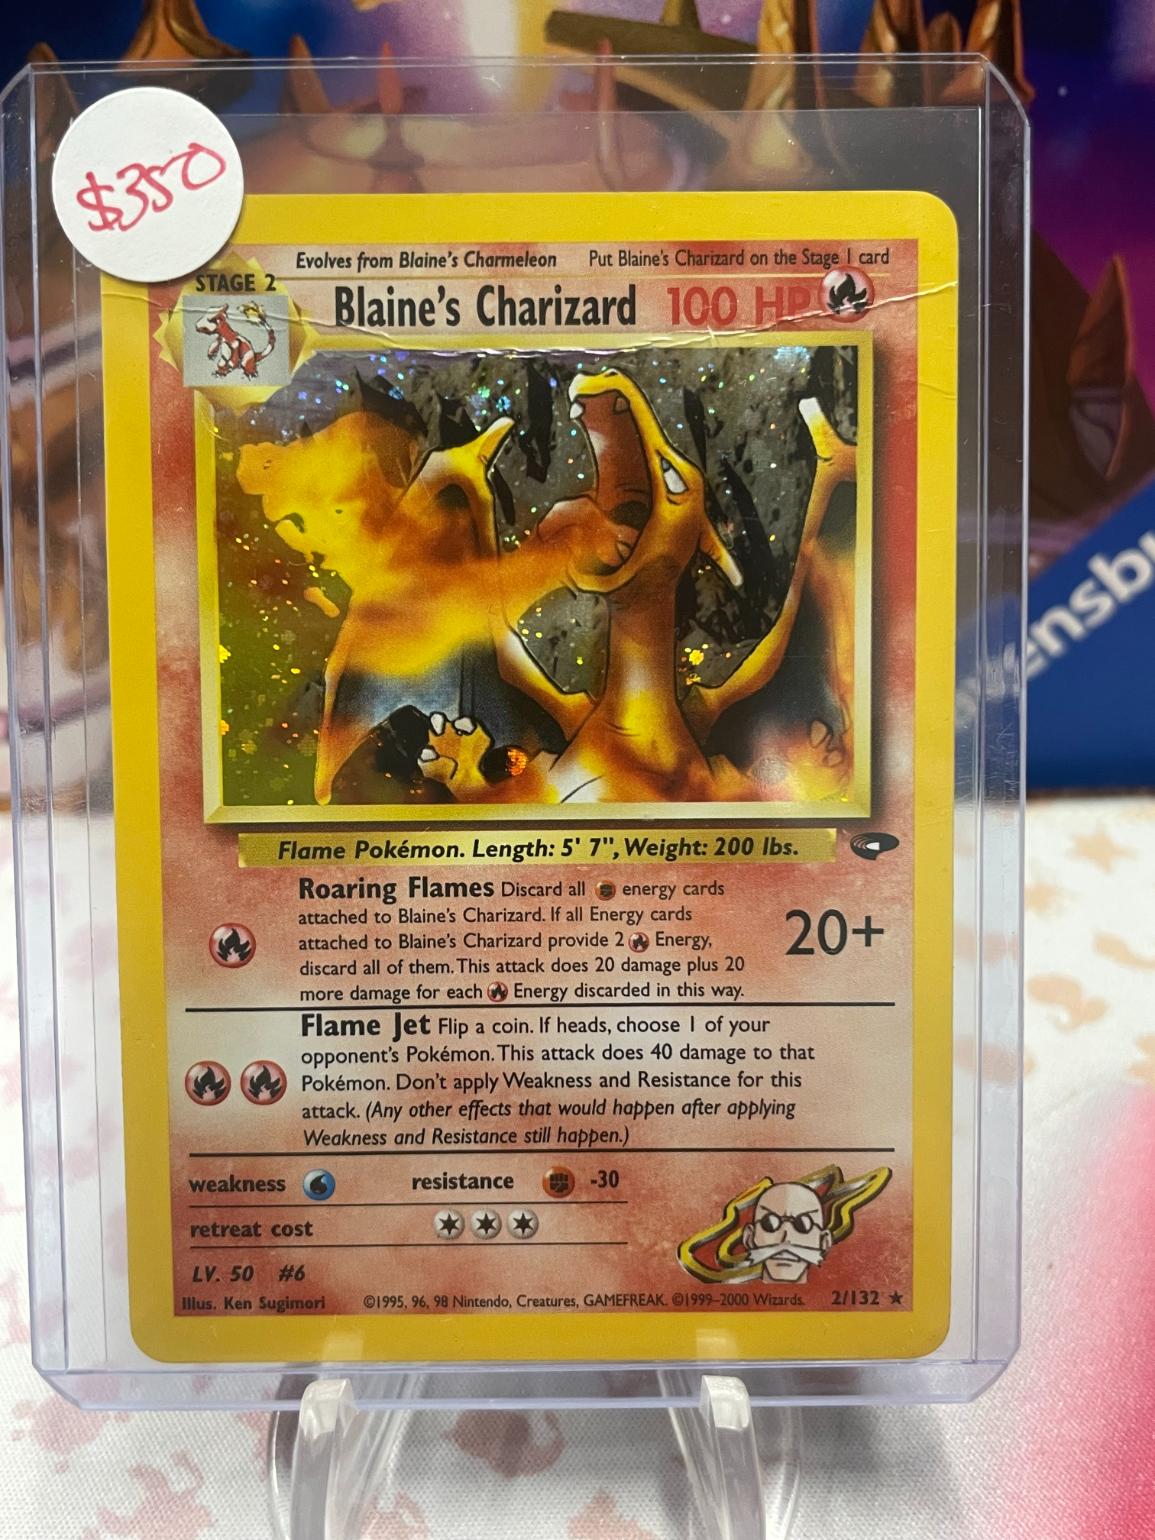 $350
Evolves from Blaine's Charmeleon Put Blaine's Charizard on the Stage 1 card
STAGE 2
Blaine's Charizard 100 HP
Flame Pokémon. Length: 5' 7", Weight: 200 lbs.
Roaring Flames Discard all energy cards
attached to Blaine's Charizard. If all Energy cards
attached to Blaine's Charizard provide 2 Energy,
discard all of them. This attack does 20 damage plus 20
more damage for each Energy discarded in this way.
20+
Flame Jet Flip a coin. If heads, choose 1 of your
opponent's Pokémon. This attack does 40 damage to that
Pokémon. Don't apply Weakness and Resistance for this
attack. (Any other effects that would happen after applying
Weakness and Resistance still happen.)
weakness resistance -30
retreat cost
LV. 50 #6
Illus. Ken Sugimori ©1995, 96, 98 Nintendo, Creatures, GAMEFREAK. ©1999–2000 Wizards. 2/132 ★